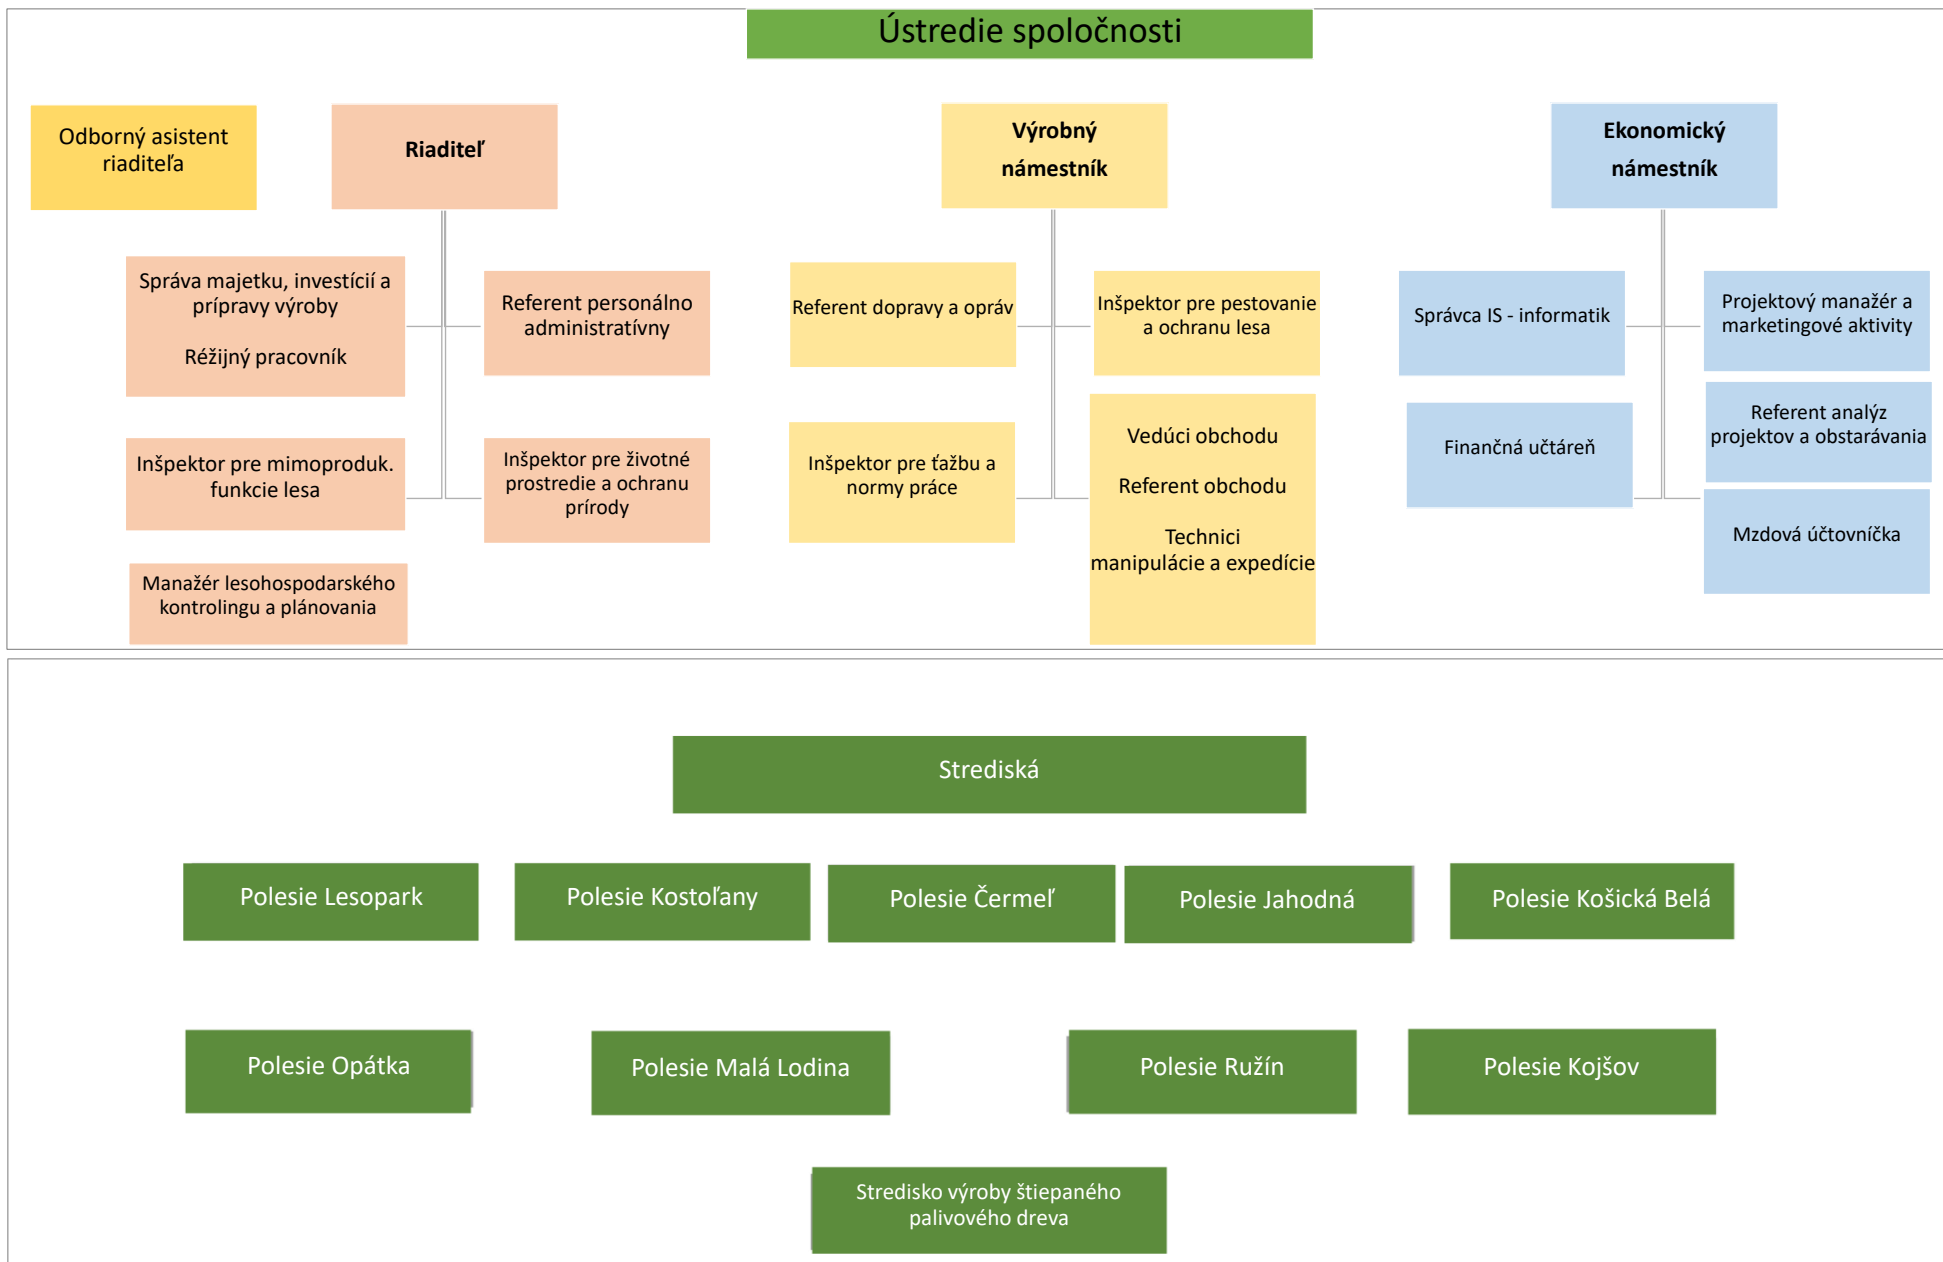 Ústredie spoločnosti
Odborný asistent
riaditeľa
Riaditeľ
Výrobný
námestník
Ekonomický
námestník
Správa majetku, investícií a
prípravy výroby
Réžijný pracovník
Referent personálno
administratívny
Referent dopravy a opráv
Inšpektor pre pestovanie
a ochranu lesa
Správca IS - informatik
Projektový manažér a
marketingové aktivity
Inšpektor pre mimoproduk.
funkcie lesa
Inšpektor pre životné
prostredie a ochranu
prírody
Inšpektor pre ťažbu a
normy práce
Vedúci obchodu
Referent obchodu
Technici
manipulácie a expedície
Finančná učtáreň
Referent analýz
projektov a obstarávania
Mzdová účtovníčka
Manažér lesohospodarského
kontrolingu a plánovania
Strediská
Polesie Lesopark
Polesie Kostoľany
Polesie Čermeľ
Polesie Jahodná
Polesie Košická Belá
Polesie Opátka
Polesie Malá Lodina
Polesie Ružín
Polesie Kojšov
Stredisko výroby štiepaného
palivového dreva